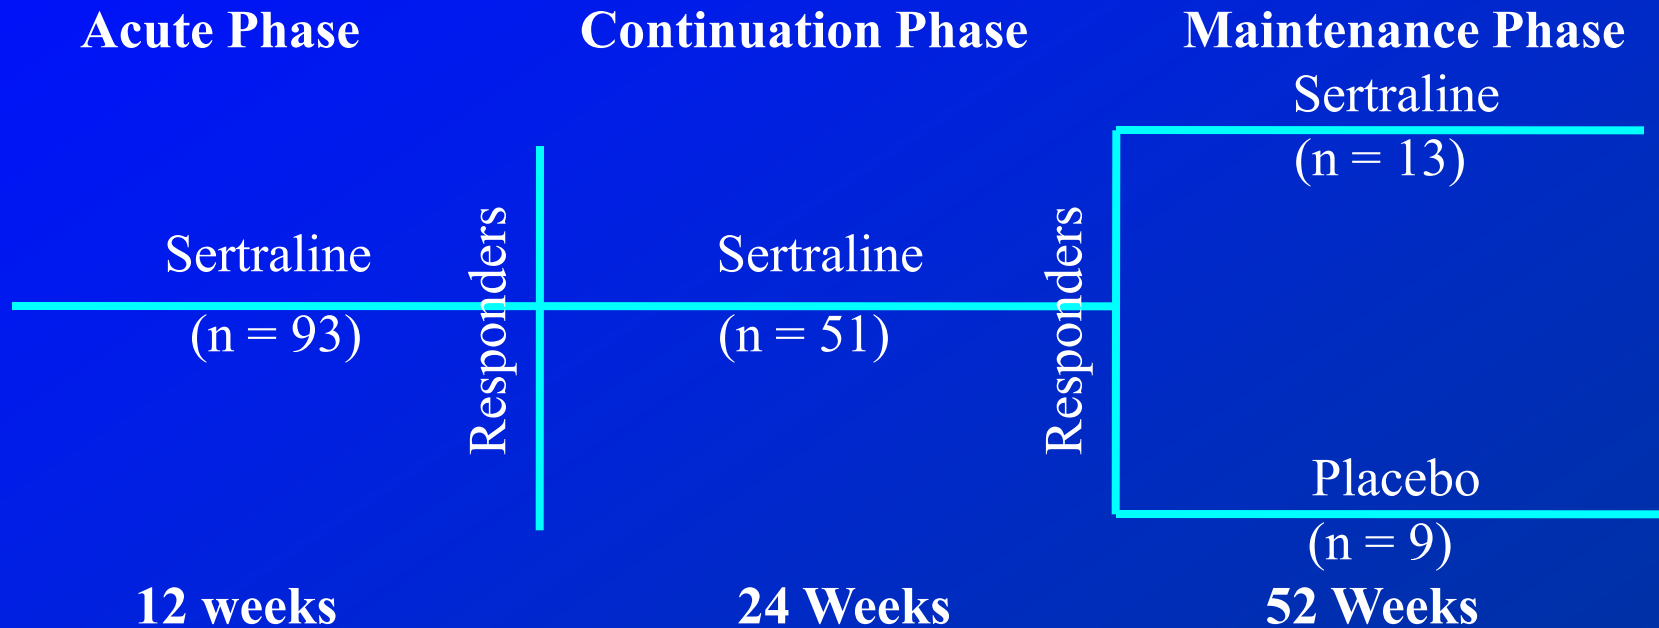 Acute Phase
Continuation Phase
Maintenance Phase
Sertraline
(n = 13)
Sertraline
(n = 93)
Responders
Sertraline
(n = 51)
Responders
Placebo
(n = 9)
12 weeks
24 Weeks
52 Weeks